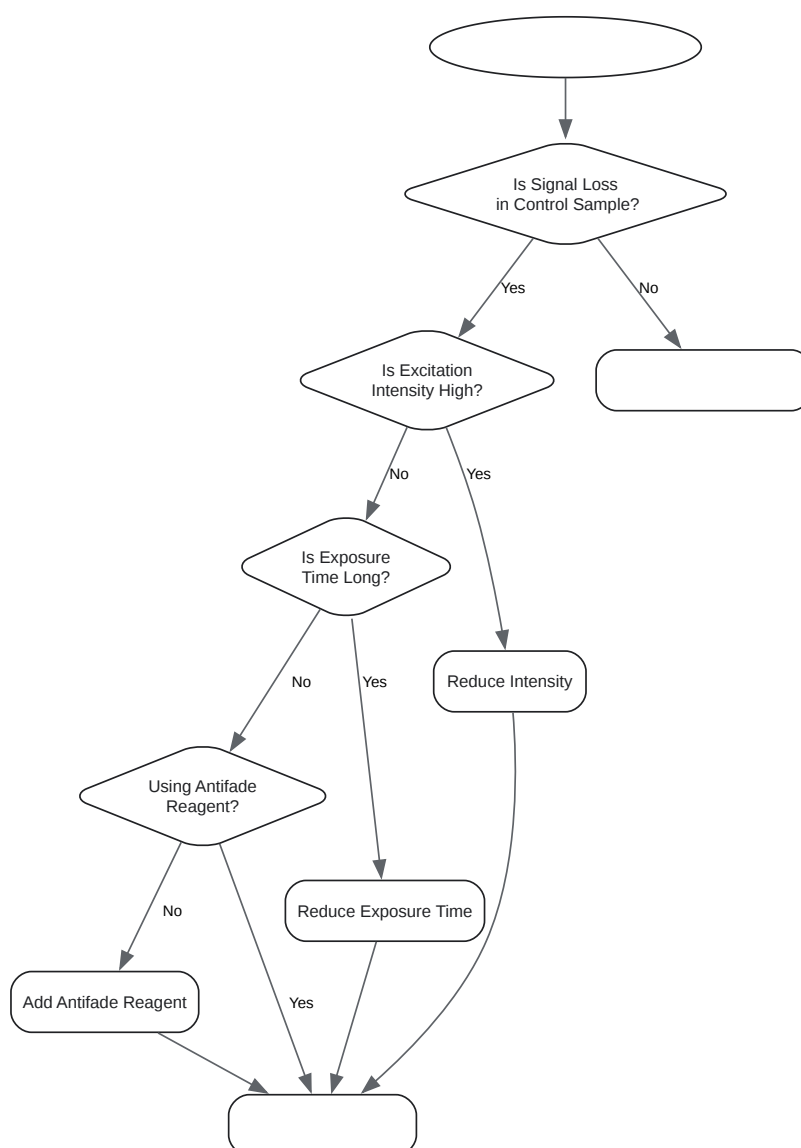 Is Signal Loss
in Control Sample?
Yes
No
Is Excitation
Intensity High?
No
Yes
Is Exposure
Time Long?
No
Yes
Reduce Intensity
Using Antifade
Reagent?
No
Reduce Exposure Time
Add Antifade Reagent
Yes